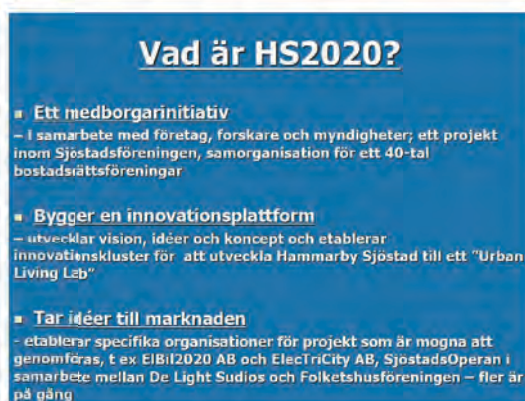 Vad är HS2020?
▪ Ett medborgarinitiativ
– i samarbete med företag, forskare och myndigheter; ett projekt
inom Sjöstadsföreningen, samorganisation för ett 40-tal
bostadsrättsföreningar
▪ Bygger en innovationsplattform
– utvecklar vision, idéer och koncept och etablerar
innovationskluster för att utveckla Hammarby Sjöstad till ett "Urban
Living Lab"
▪ Tar idéer till marknaden
- etablerar specifika organisationer för projekt som är mogna att
genomföras, t ex ElBil2020 AB och ElecTriCity AB, SjöstadsOperan i
samarbete mellan De Light Sudios och Folketshusföreningen – fler är
på gång